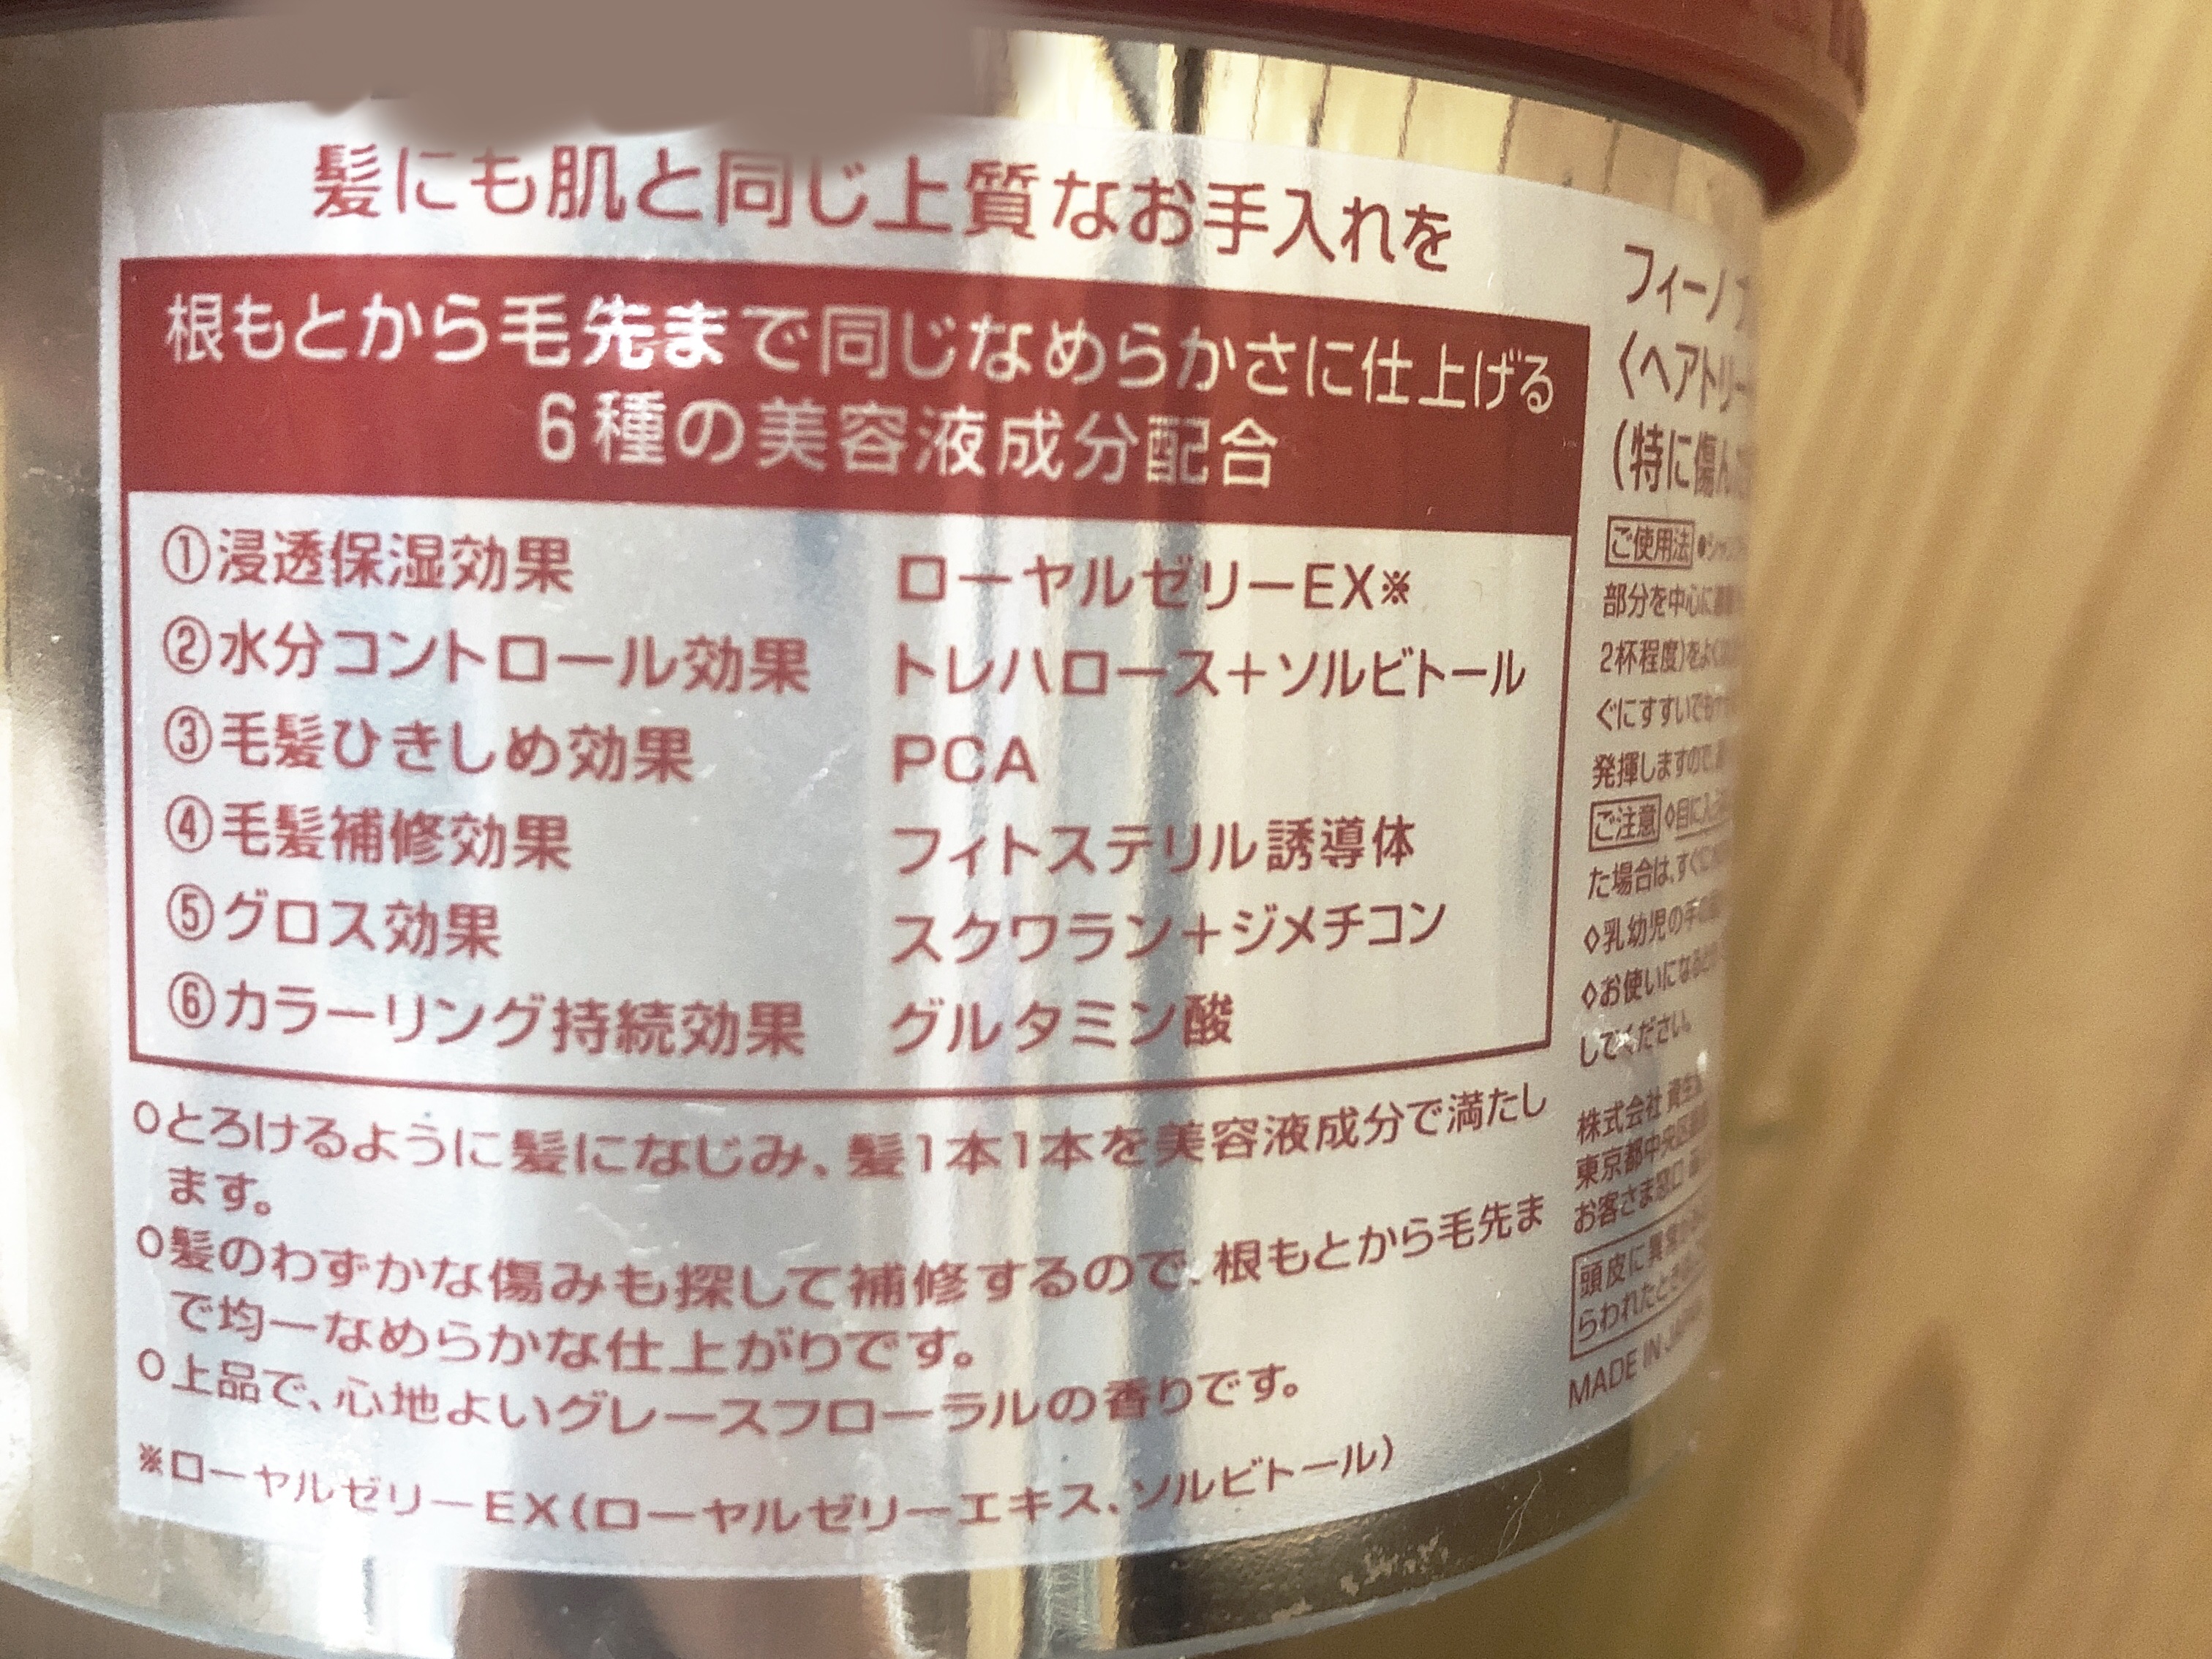 髪にも肌と同じ上質なお手入れを
根もとから毛先まで同じなめらかさに仕上げる
6種の美容液成分配合
①浸透保湿効果 ローヤルゼリーEX※
②水分コントロール効果 トレハロース+ソルビトール
③毛髪ひきしめ効果 PCA
④毛髪補修効果 フィトステリル誘導体
⑤グロス効果 スクワラン+ジメチコン
⑥カラーリング持続効果 グルタミン酸
○とろけるように髪になじみ、髪1本1本を美容液成分で満たし
ます。
○髪のわずかな傷みも探して補修するので、根もとから毛先ま
で均一なめらかな仕上がりです。
○上品で、心地よいグレースフローラルの香りです。
※ローヤルゼリーEX(ローヤルゼリーエキス、ソルビトール)
フィーノ
〈ヘアトリー
(特に傷ん
ご使用法
部分を中心に
2杯程度)をよく
ぐにすすいでも
発揮しますので、
ご注意 ◇目に入っ
た場合は、すぐに
◇乳幼児の手の
◇お使いになる
してください。
株式会社 資生
東京都中央区
お客さま窓口
頭皮に異常
らわれたとき
MADE IN